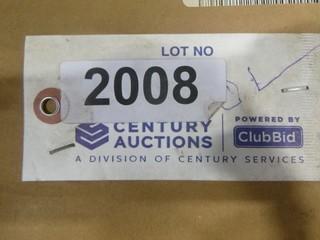 LOT NO
2008
CENTURY
AUCTIONS
POWERED BY
ClubBid
A DIVISION OF CENTURY SERVICES